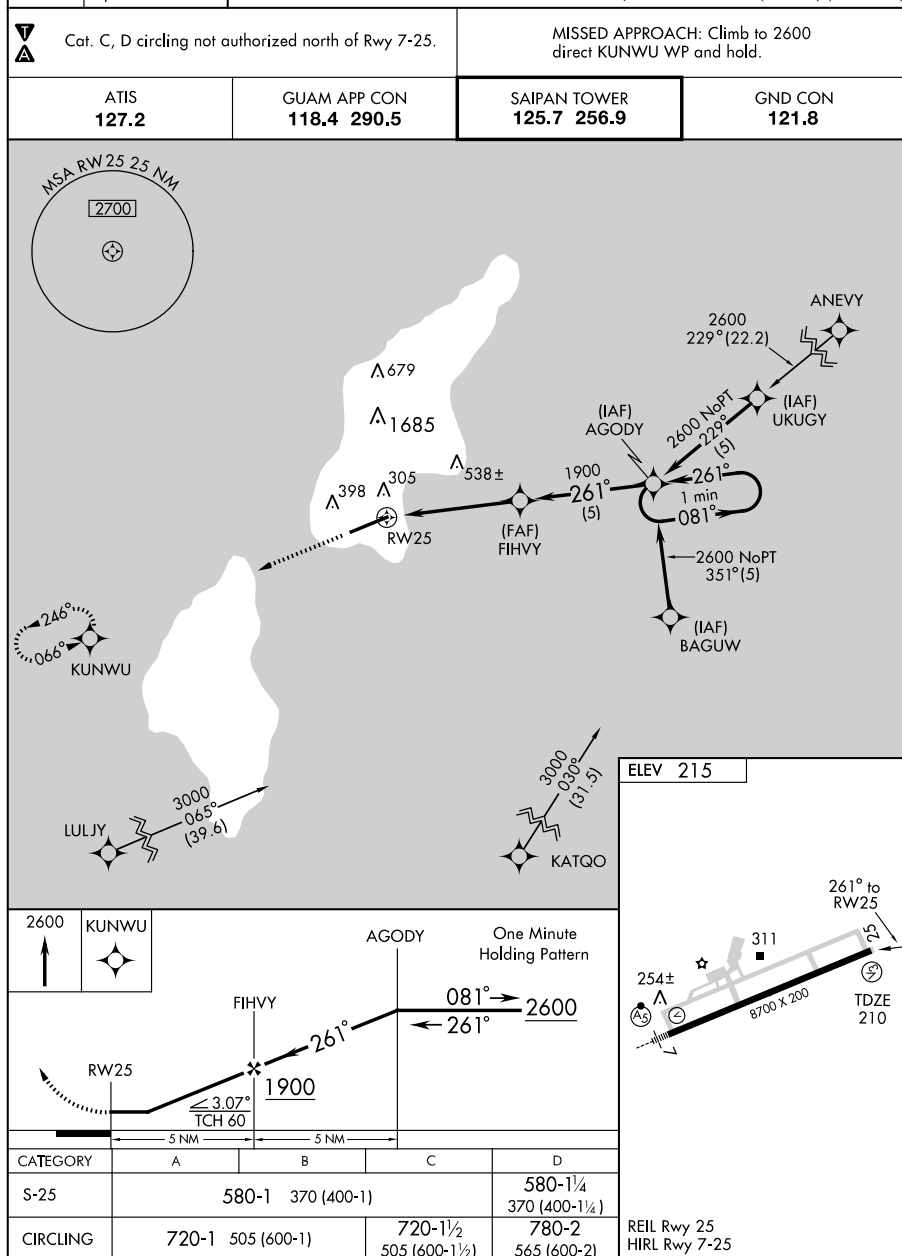 Cat. C, D circling not authorized north of Rwy 7-25.
MISSED APPROACH: Climb to 2600
direct KUNWU WP and hold.
T
A
ATIS
127.2
GUAM APP CON
118.4 290.5
SAIPAN TOWER
125.7 256.9
GND CON
121.8
MSA RW25 25 NM
2700
ANEVY
2600
229° (22.2)
(IAF)
UKUGY
2600 NoPT
229°
(5)
(IAF)
AGODY
679
1685
538±
305
398
RW25
1900
261°
(5)
(FAF)
FIHVY
261°
1 min
081°
2600 NoPT
351° (5)
(IAF)
BAGUW
246°
066°
KUNWU
3000
065°
(39.6)
LULJY
3000
030°
(31.5)
KATQO
ELEV 215
261° to
RW25
25
311
254±
A5
V
V3
8700 X 200
TDZE
210
7
REIL Rwy 25
HIRL Rwy 7-25
2600
KUNWU
AGODY
One Minute
Holding Pattern
FIHVY
081°
2600
261°
261°
RW25
1900
3.07°
TCH 60
5 NM
5 NM
CATEGORY A B C D
S-25 580-1 370 (400-1) 580-1¼
370 (400-1¼)
CIRCLING 720-1 505 (600-1) 720-1½ 780-2
505 (600-1½) 565 (600-2)